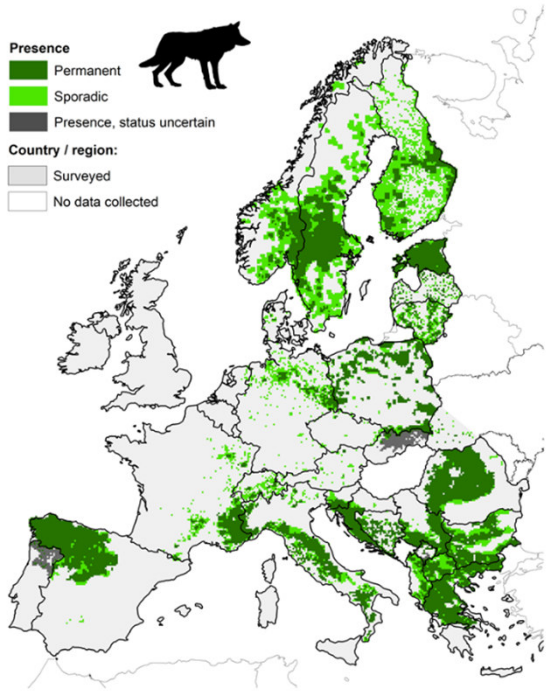 Presence
Permanent
Sporadic
Presence, status uncertain
Country / region:
Surveyed
No data collected